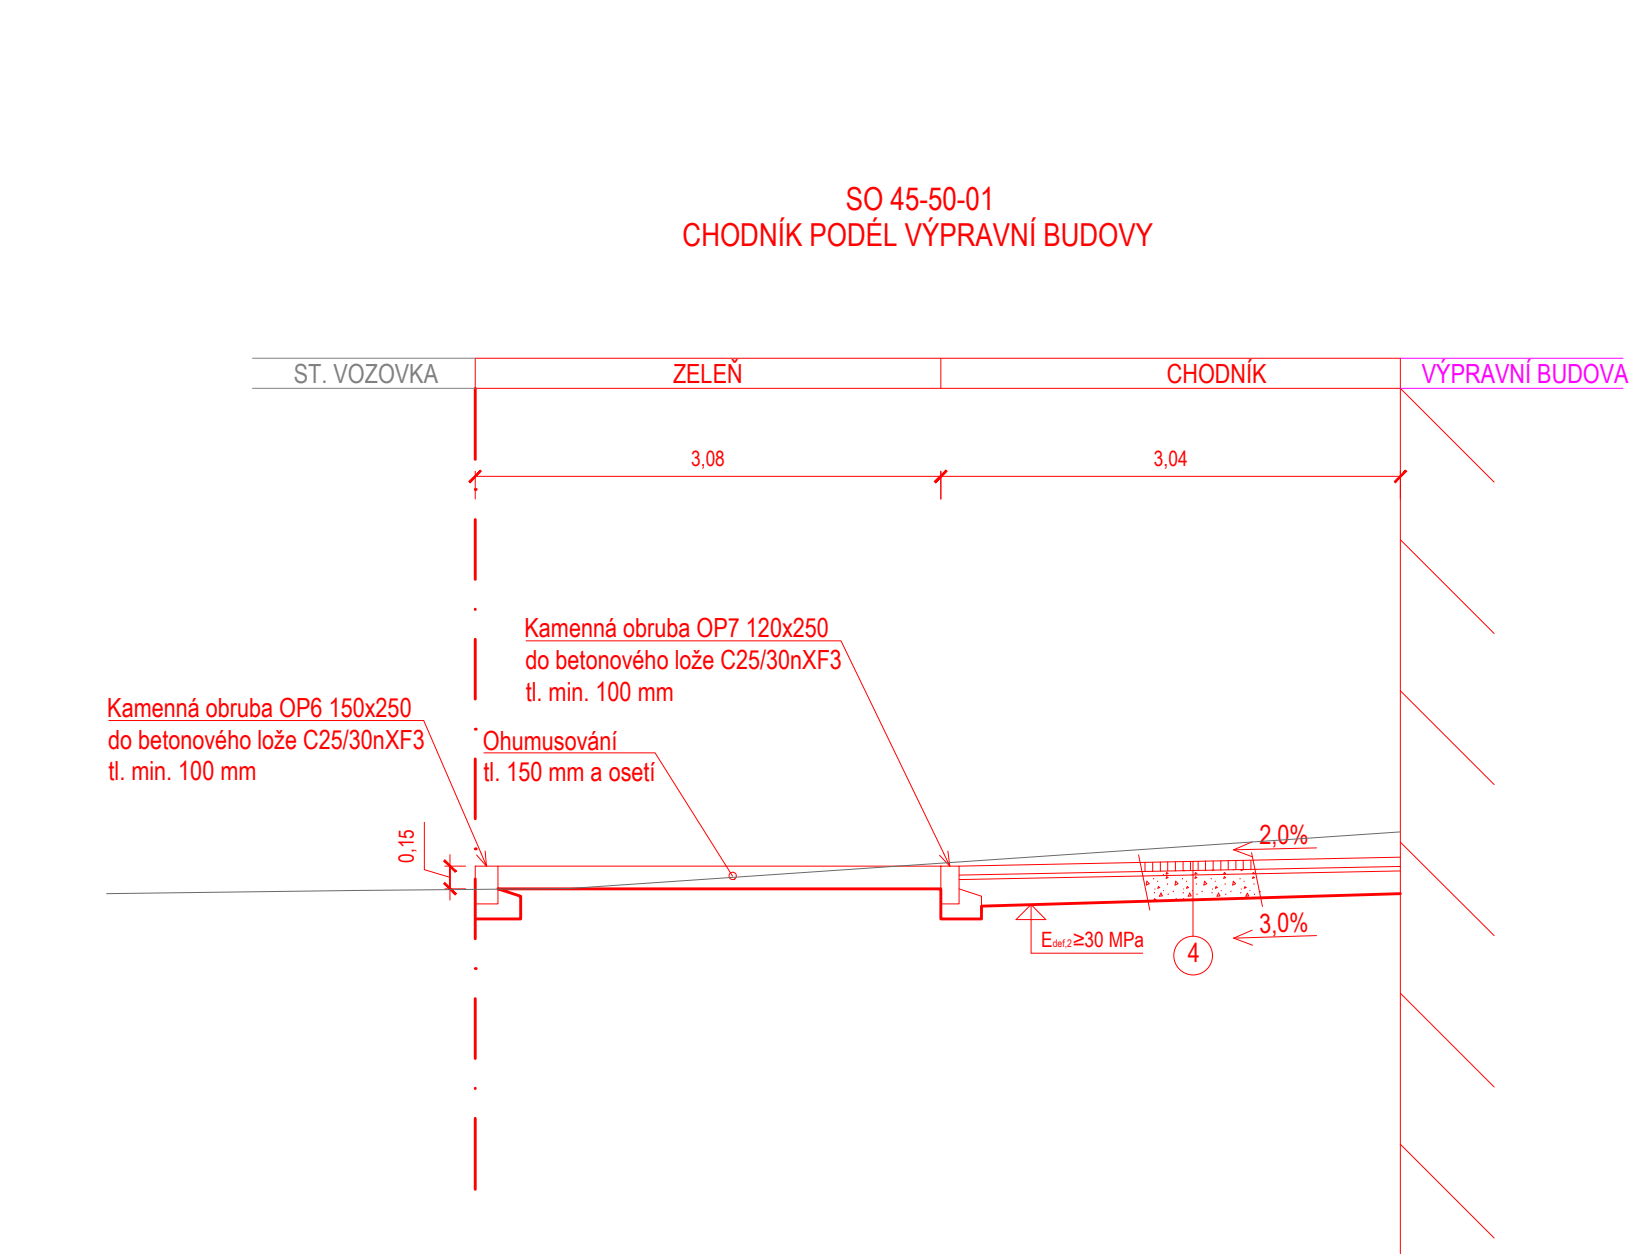 SO 45-50-01
CHODNÍK PODÉL VÝPRAVNÍ BUDOVY
ST. VOZOVKA
ZELEŇ
CHODNÍK
VÝPRAVNÍ BUDOVA
3,08
3,04
Kamenná obruba OP7 120x250
do betonového lože C25/30nXF3
tl. min. 100 mm
Kamenná obruba OP6 150x250
do betonového lože C25/30nXF3
tl. min. 100 mm
Ohumusování
tl. 150 mm a osetí
0,15
2,0%
3,0%
Edef,2≥30 MPa
4